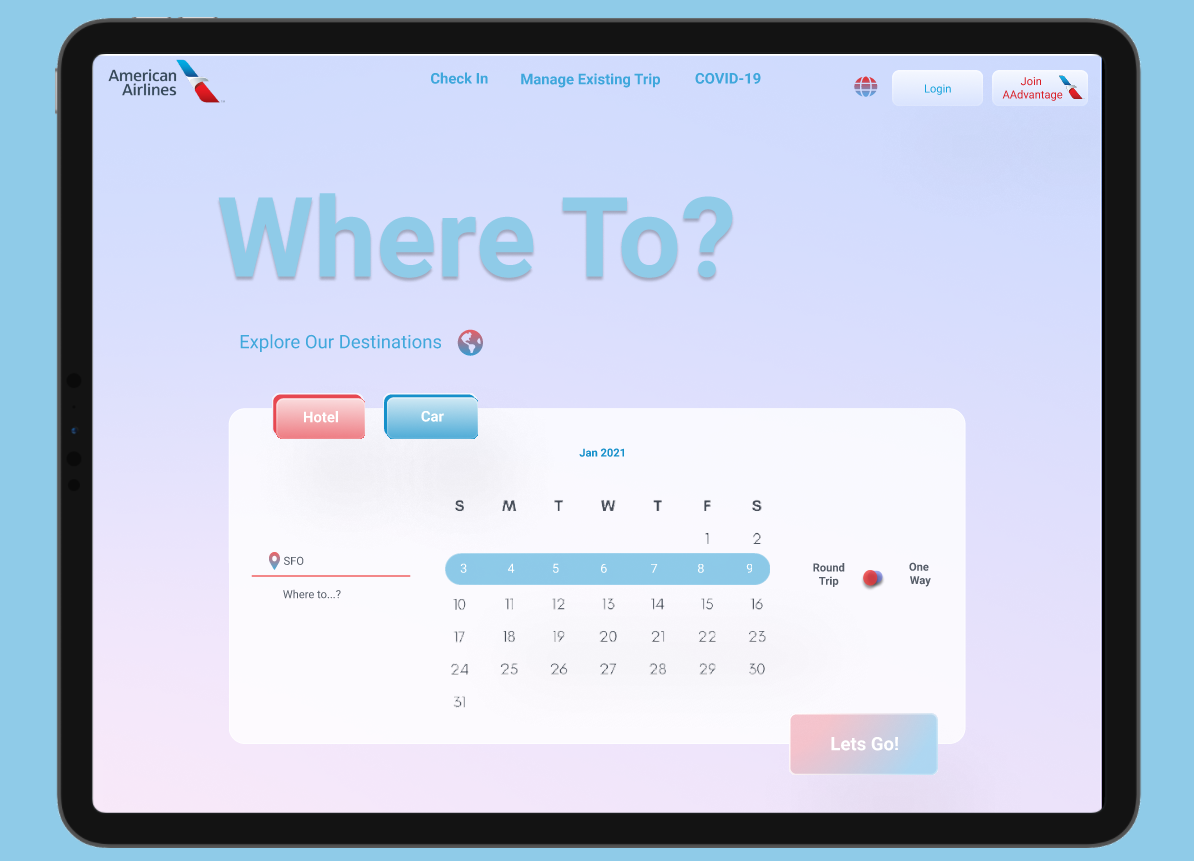 American
Airlines
Check In
Manage Existing Trip
COVID-19
Login
Join
AAdvantage
Where To?
Explore Our Destinations
Hotel
Car
Jan 2021
S M T W T F S
1 2
3 4 5 6 7 8 9
10 11 12 13 14 15 16
17 18 19 20 21 22 23
24 25 26 27 28 29 30
31
SFO
Where to...?
Round
Trip
One
Way
Lets Go!